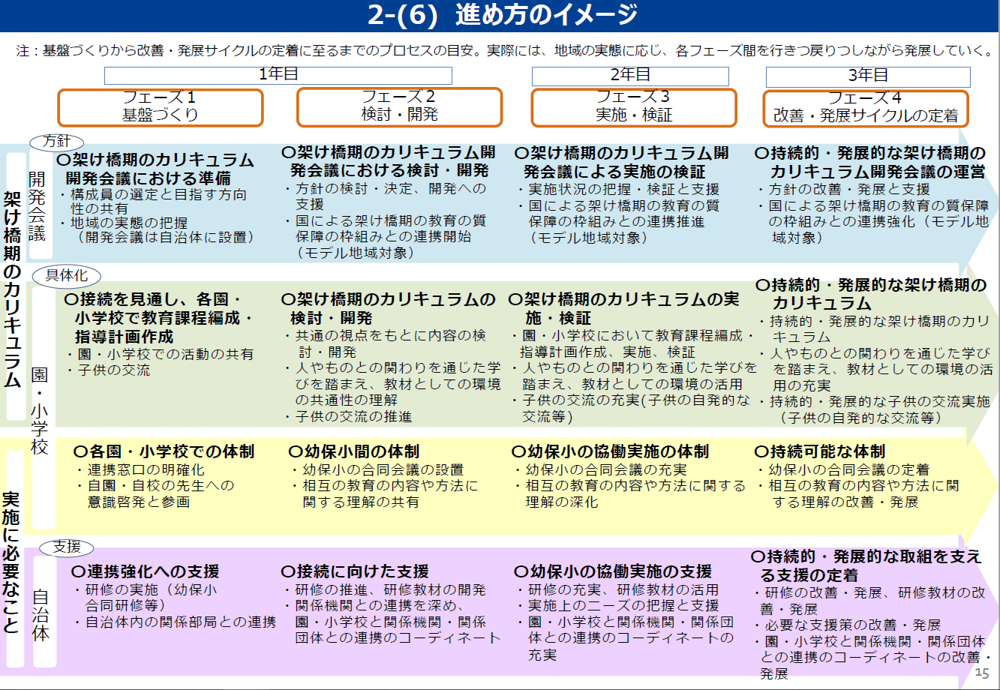 2-(6) 進め方のイメージ
注：基盤づくりから改善・発展サイクルの定着に至るまでのプロセスの目安。実際には、地域の実態に応じ、各フェーズ間を行きつ戻りつしながら発展していく。
1年目
2年目
3年目
フェーズ１
基盤づくり
フェーズ２
検討・開発
フェーズ３
実施・検証
フェーズ４
改善・発展サイクルの定着
架け橋期のカリキュラム
方針
開発会議
〇架け橋期のカリキュラム
開発会議における準備
・構成員の選定と目指す方向
性の共有
・地域の実態の把握
（開発会議は自治体に設置）
〇架け橋期のカリキュラム開
発会議における検討・開発
・方針の検討・決定、開発への
支援
・国による架け橋期の教育の質
保障の枠組みとの連携開始
（モデル地域対象）
〇架け橋期のカリキュラム開
発会議による実施の検証
・実施状況の把握・検証と支援
・国による架け橋期の教育の質
保障の枠組みとの連携推進
（モデル地域対象）
〇持続的・発展的な架け橋期の
カリキュラム開発会議の運営
・方針の改善・発展と支援
・国による架け橋期の教育の質保障
の枠組みとの連携強化（モデル地
域対象）
具体化
園・小学校
〇接続を見通し、各園・
小学校で教育課程編成・
指導計画作成
・園・小学校での活動の共有
・子供の交流
〇架け橋期のカリキュラムの
検討・開発
・共通の視点をもとに内容の検
討・開発
・人やものとの関わりを通じた学
びを踏まえ、教材としての環境
の共通性の理解
・子供の交流の推進
〇架け橋期のカリキュラムの実
施・検証
・園・小学校において教育課程編成・
指導計画作成、実施、検証
・人やものとの関わりを通じた学びを
踏まえ、教材としての環境の活用
・子供の交流の充実(子供の自発的な
交流等)
〇持続的・発展的な架け橋期の
カリキュラム
・持続的・発展的な架け橋期のカリ
キュラム
・人やものとの関わりを通じた学び
を踏まえ、教材としての環境の活
用の充実
・持続的・発展的な子供の交流実施
（子供の自発的な交流等）
実施に必要なこと
〇各園・小学校での体制
・連携窓口の明確化
・自園・自校の先生への
意識啓発と参画
〇幼保小間の体制
・幼保小の合同会議の設置
・相互の教育の内容や方法に
関する理解の共有
〇幼保小の協働実施の体制
・幼保小の合同会議の充実
・相互の教育の内容や方法に関する
理解の深化
〇持続可能な体制
・幼保小の合同会議の定着
・相互の教育の内容や方法に関
する理解の改善・発展
支援
自治体
〇連携強化への支援
・研修の実施（幼保小
合同研修等）
・自治体内の関係部局との連携
〇接続に向けた支援
・研修の推進、研修教材の開発
・関係機関との連携を深め、
園・小学校と関係機関・関係
団体との連携のコーディネート
〇幼保小の協働実施の支援
・研修の充実、研修教材の活用
・実施上のニーズの把握と支援
・園・小学校と関係機関・関係団
体との連携のコーディネートの
充実
〇持続的・発展的な取組を支え
る支援の定着
・研修の改善・発展、研修教材の改
善・発展
・必要な支援策の改善・発展
・園・小学校と関係機関・関係団体
との連携のコーディネートの改善・
発展
15